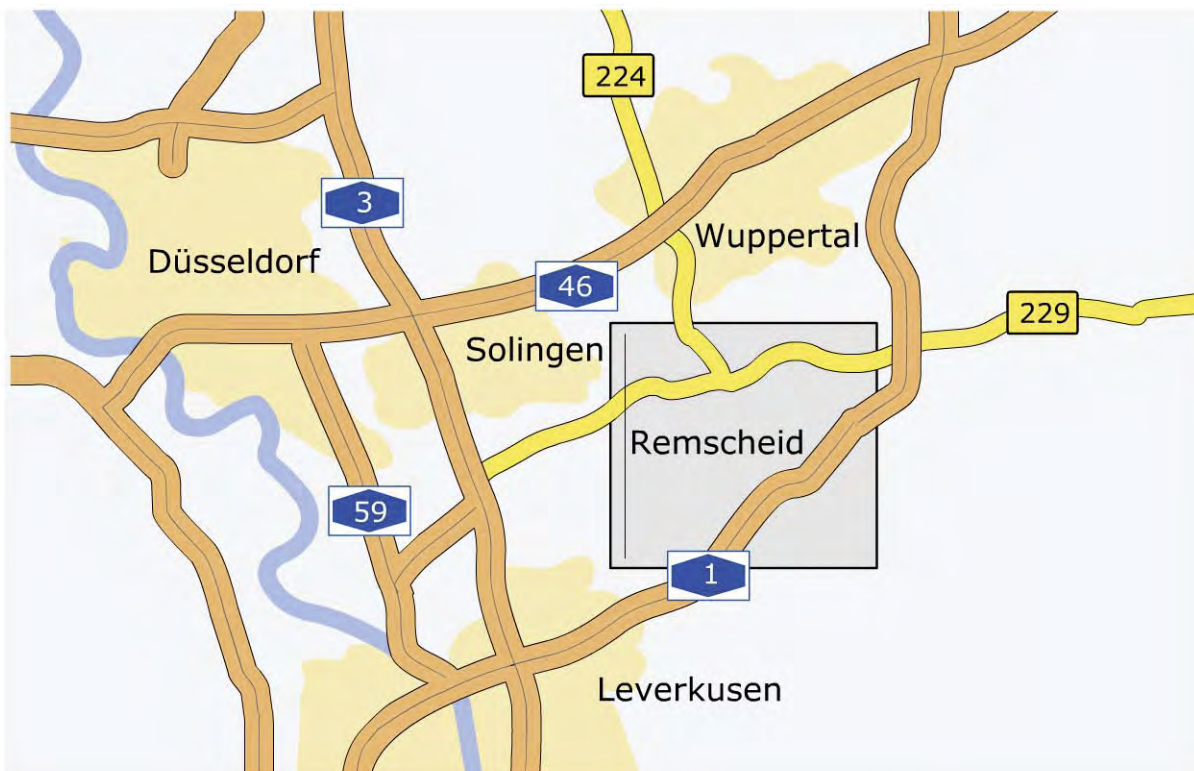 224
3
Wuppertal
Düsseldorf
46
229
Solingen
Remscheid
59
1
Leverkusen